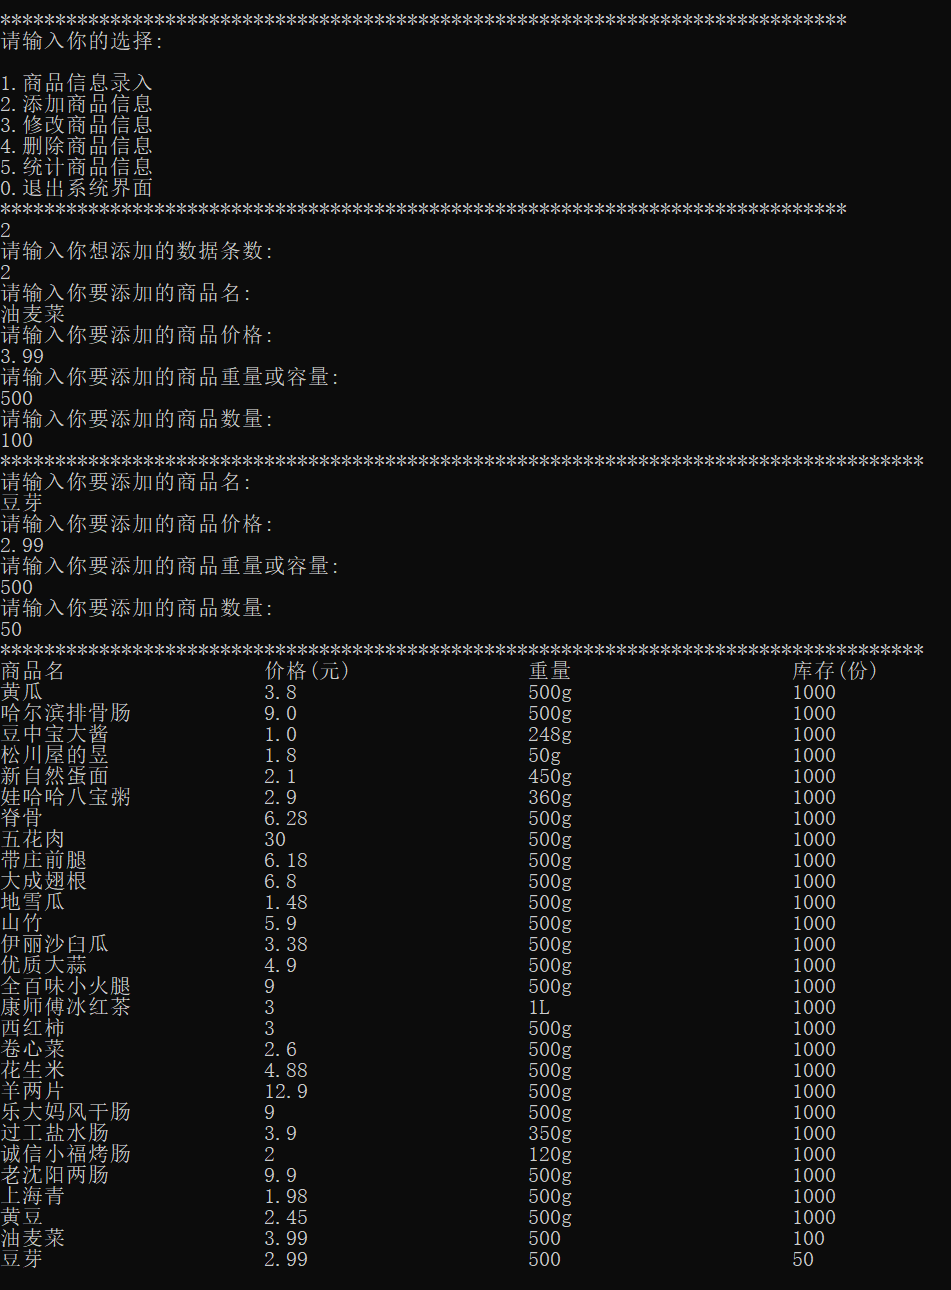 *****************************************************************************
请输入你的选择:
1.商品信息录入
2.添加商品信息
3.修改商品信息
4.删除商品信息
5.统计商品信息
0.退出系统界面
*****************************************************************************
2
请输入你想添加的数据条数:
2
请输入你要添加的商品名:
油麦菜
请输入你要添加的商品价格:
3.99
请输入你要添加的商品重量或容量:
500
请输入你要添加的商品数量:
100
************************************************************************************
请输入你要添加的商品名:
豆芽
请输入你要添加的商品价格:
2.99
请输入你要添加的商品重量或容量:
500
请输入你要添加的商品数量:
50
************************************************************************************
商品名 价格(元) 重量 库存(份)
黄瓜 3.8 500g 1000
哈尔滨排骨肠 9.0 500g 1000
豆中宝大酱 1.0 248g 1000
松川屋的昱 1.8 50g 1000
新自然蛋面 2.1 450g 1000
娃哈哈八宝粥 2.9 360g 1000
脊骨 6.28 500g 1000
五花肉 30 500g 1000
带庄前腿 6.18 500g 1000
大成翅根 6.8 500g 1000
地雪瓜 1.48 500g 1000
山竹 5.9 500g 1000
伊丽沙臼瓜 3.38 500g 1000
优质大蒜 4.9 500g 1000
全百味小火腿 9 500g 1000
康师傅冰红茶 3 1L 1000
西红柿 3 500g 1000
卷心菜 2.6 500g 1000
花生米 4.88 500g 1000
羊两片 12.9 500g 1000
乐大妈风干肠 9 500g 1000
过工盐水肠 3.9 350g 1000
诚信小福烤肠 2 120g 1000
老沈阳两肠 9.9 500g 1000
上海青 1.98 500g 1000
黄豆 2.45 500g 1000
油麦菜 3.99 500 100
豆芽 2.99 500 50